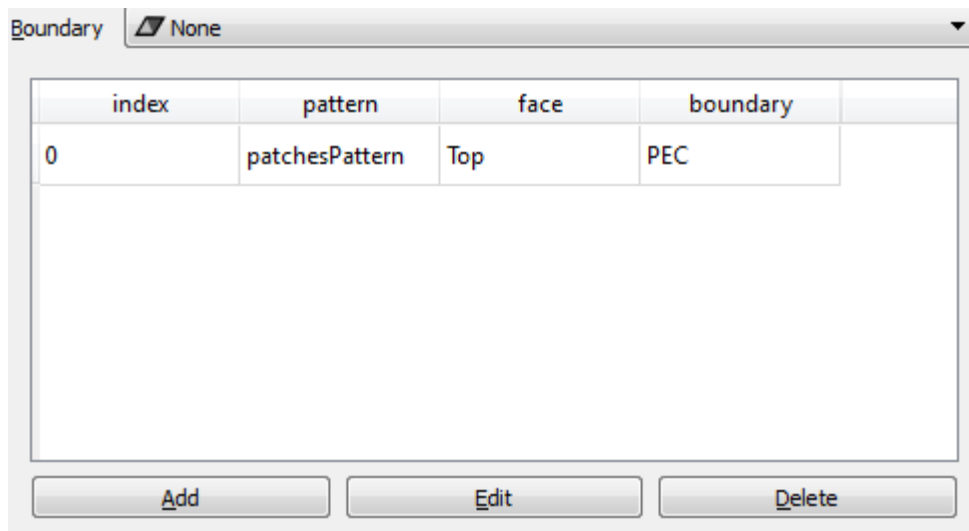 Boundary None
index pattern face boundary
0 patchesPattern Top PEC
Add Edit Delete